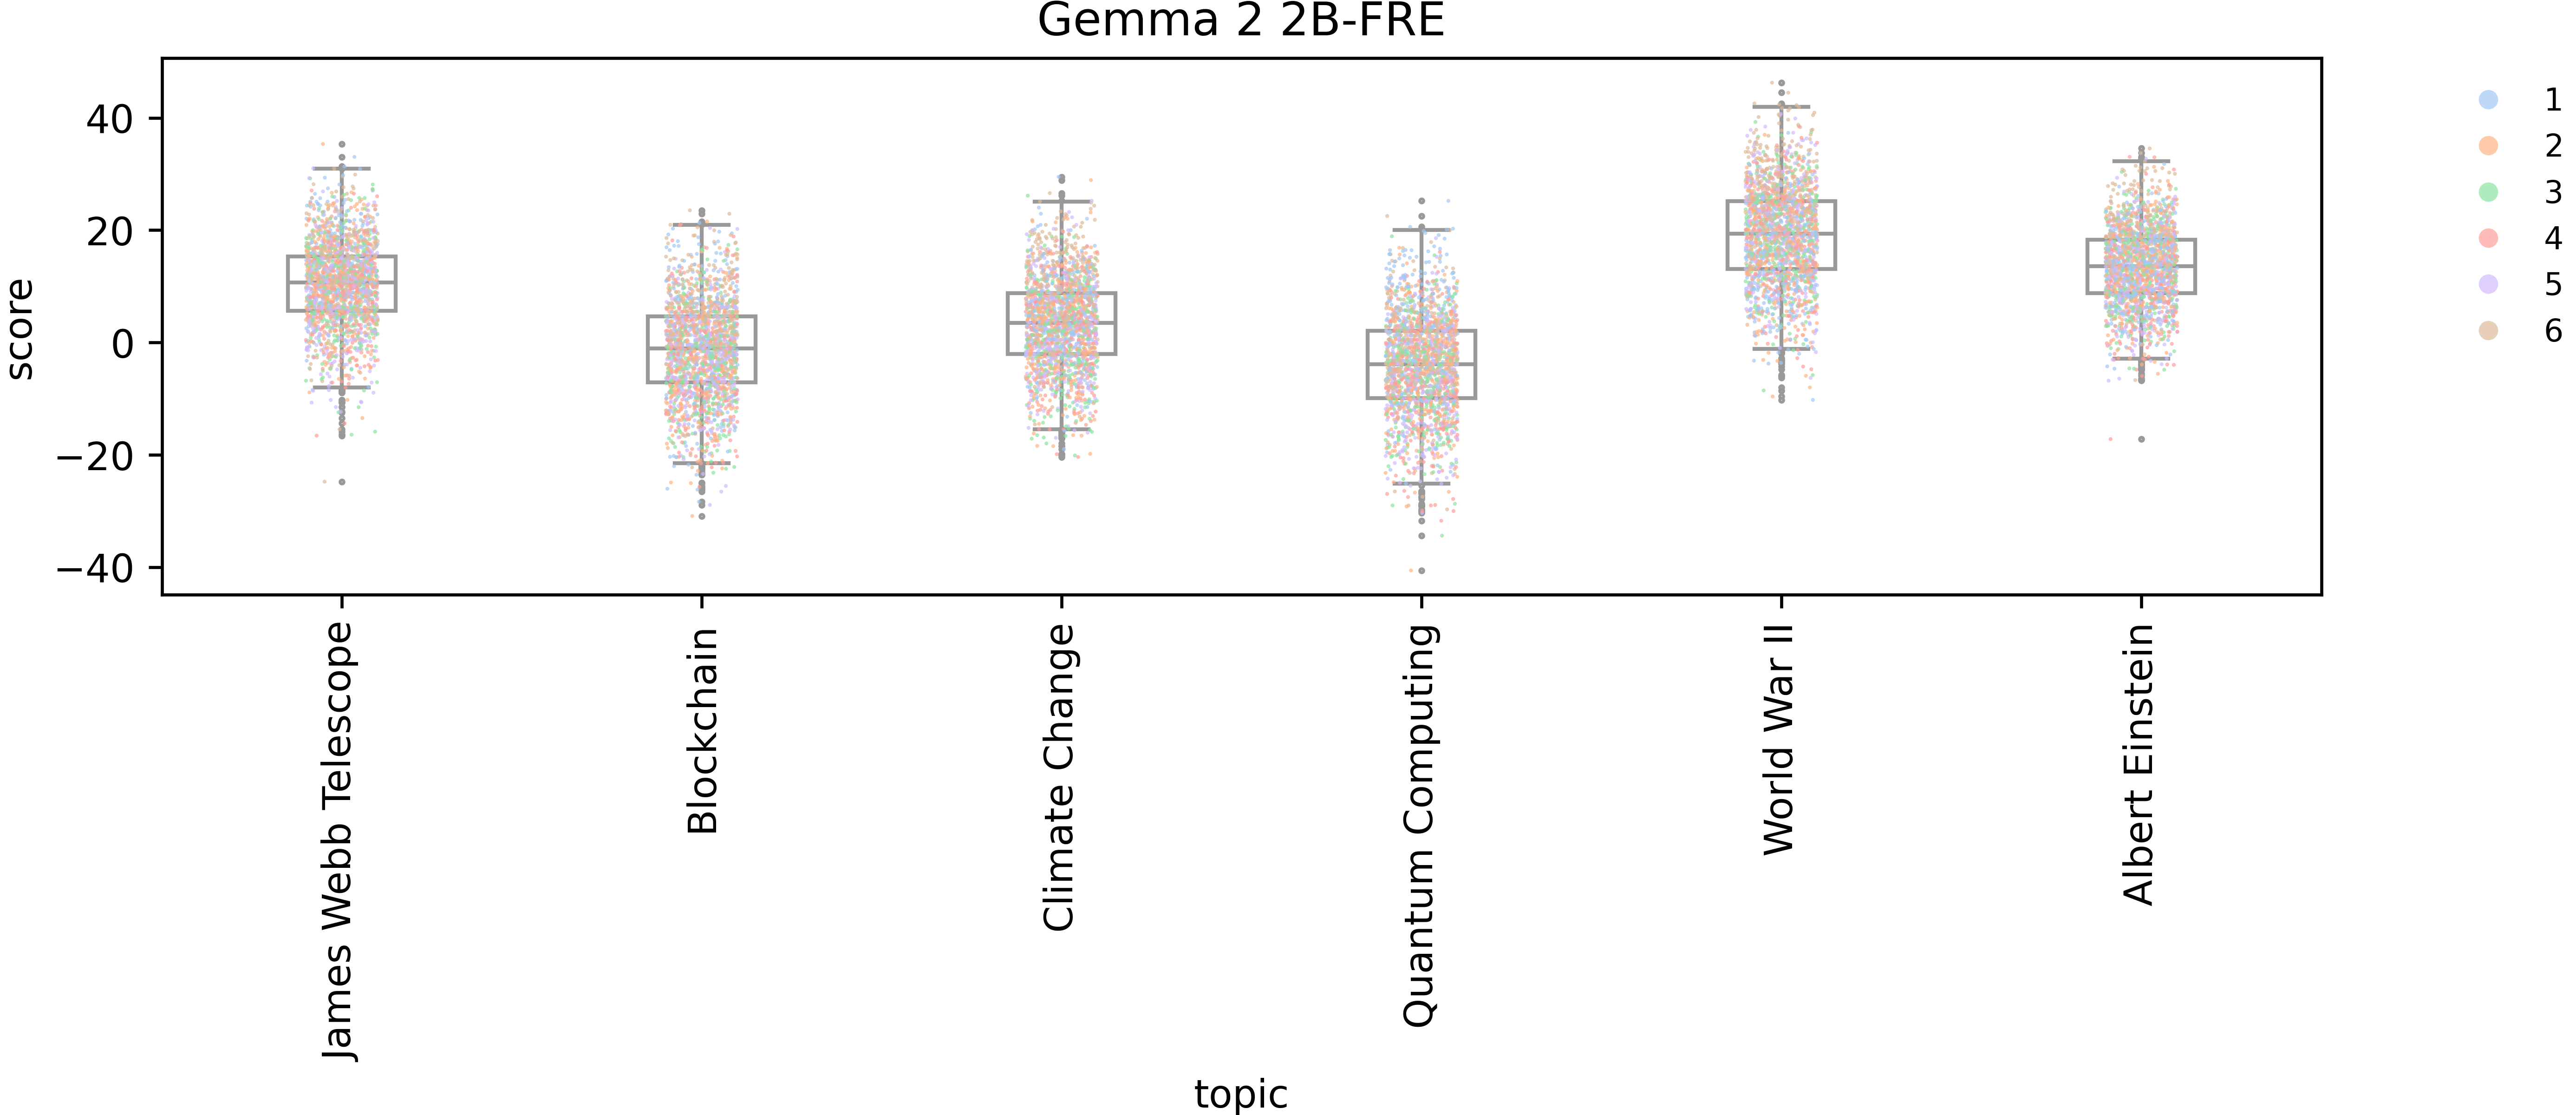 Gemma 2 2B-FRE
score
40
20
0
−20
−40
James Webb Telescope
Blockchain
Climate Change
Quantum Computing
World War II
Albert Einstein
topic
1
2
3
4
5
6